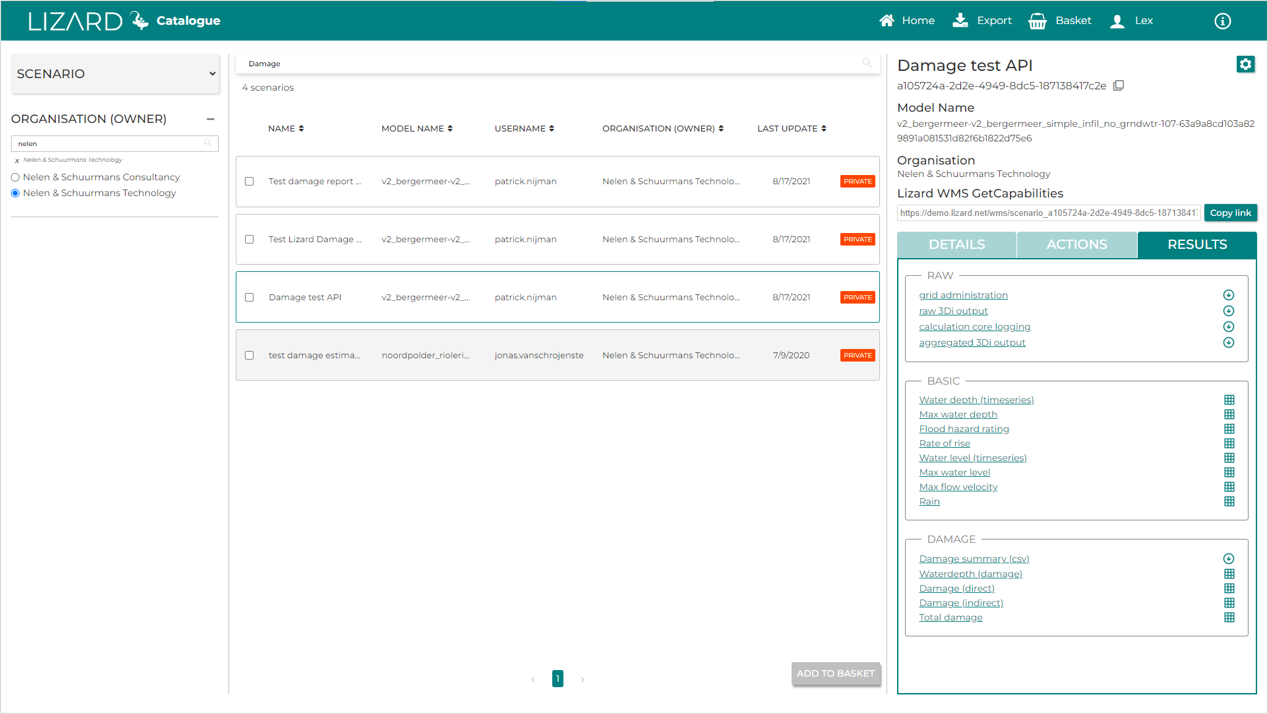 LIZARD Catalogue Home Export Basket Lex
SCENARIO
ORGANISATION (OWNER)
nelen
x Nelen & Schuurmans Technology
Nelen & Schuurmans Consultancy
Nelen & Schuurmans Technology
Damage
4 scenarios
NAME MODEL NAME USERNAME ORGANISATION (OWNER) LAST UPDATE
Test damage report ... v2_bergermeer-v2_... patrick.nijman Nelen & Schuurmans Technolo... 8/17/2021 PRIVATE
Test Lizard Damage ... v2_bergermeer-v2_... patrick.nijman Nelen & Schuurmans Technolo... 8/17/2021 PRIVATE
Damage test API v2_bergermeer-v2_... patrick.nijman Nelen & Schuurmans Technolo... 8/17/2021 PRIVATE
test damage estima... noordpolder_rioleri... jonas.vanschrojenste Nelen & Schuurmans Technolo... 7/9/2020 PRIVATE
‹ 1 ›
ADD TO BASKET
Damage test API
a105724a-2d2e-4949-8dc5-187138417c2e
Model Name
v2_bergermeer-v2_bergermeer_simple_infil_no_grndwtr-107-63a9a8cd103a82
9891a081531d82f6b1822d75e6
Organisation
Nelen & Schuurmans Technology
Lizard WMS GetCapabilities
https://demo.lizard.net/wms/scenario_a105724a-2d2e-4949-8dc5-18713841 Copy link
DETAILS ACTIONS RESULTS
RAW
grid administration
raw 3Di output
calculation core logging
aggregated 3Di output
BASIC
Water depth (timeseries)
Max water depth
Flood hazard rating
Rate of rise
Water level (timeseries)
Max water level
Max flow velocity
Rain
DAMAGE
Damage summary (csv)
Waterdepth (damage)
Damage (direct)
Damage (indirect)
Total damage